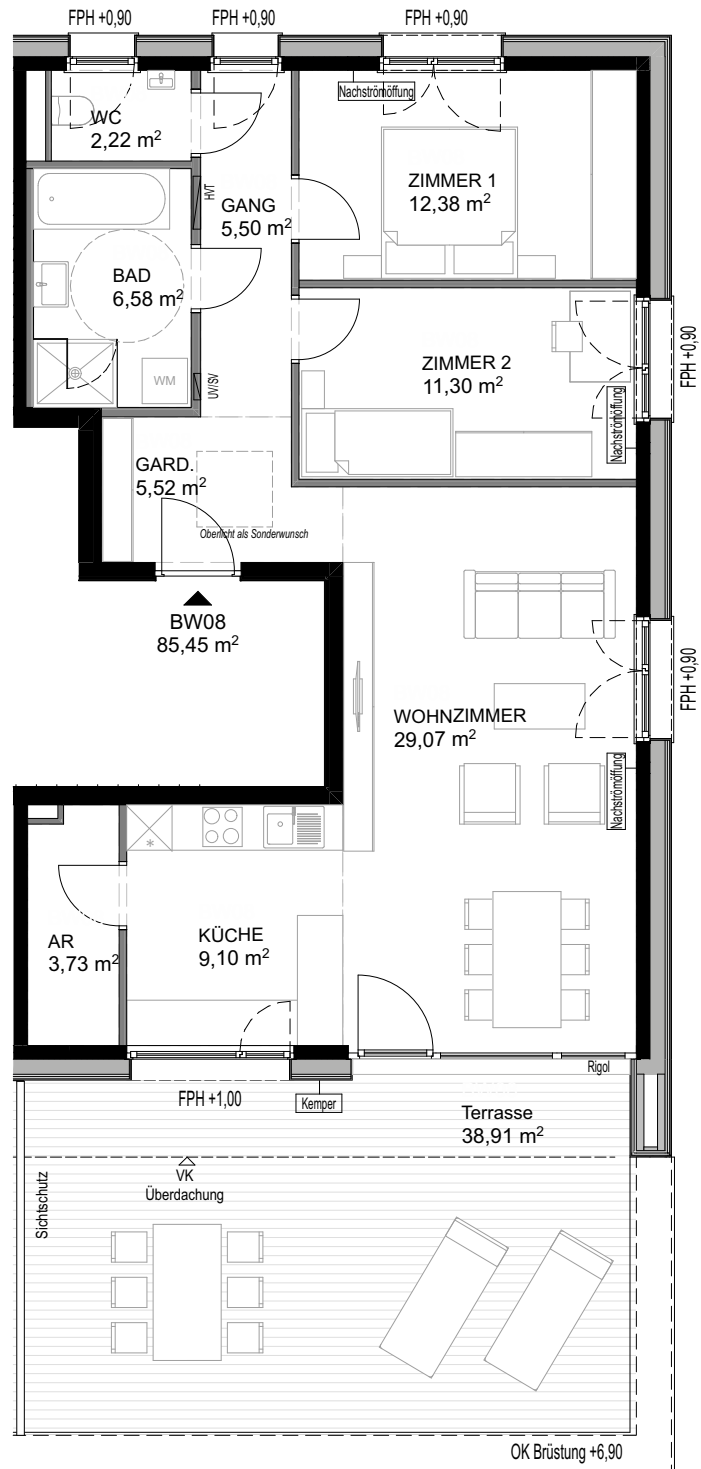 FPH +0,90
FPH +0,90
FPH +0,90
Nachströmöffung
WC
2,22 m²
ZIMMER 1
12,38 m²
HVT
GANG
5,50 m²
BAD
6,58 m²
FPH +0,90
ZIMMER 2
11,30 m²
WM
UV/SV
Nachströmöffung
GARD.
5,52 m²
Oberlicht als Sonderwunsch
BW08
85,45 m²
FPH +0,90
WOHNZIMMER
29,07 m²
Nachströmöffung
KÜCHE
9,10 m²
AR
3,73 m²
Rigol
FPH +1,00
Kemper
Terrasse
38,91 m²
VK
Überdachung
Sichtschutz
OK Brüstung +6,90